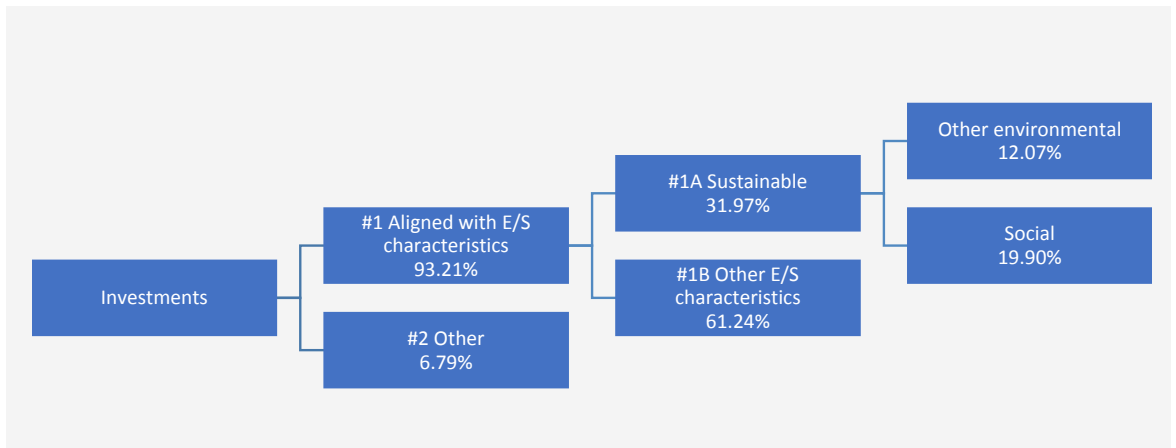 Investments
#1 Aligned with E/S
characteristics
93.21%
#2 Other
6.79%
#1A Sustainable
31.97%
#1B Other E/S
characteristics
61.24%
Other environmental
12.07%
Social
19.90%